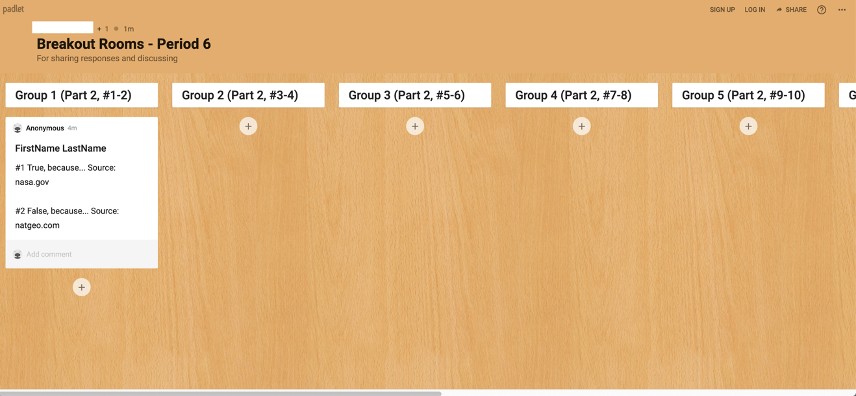 padlet
SIGN UP LOG IN SHARE ?
+ 1 1m
Breakout Rooms - Period 6
For sharing responses and discussing
Group 1 (Part 2, #1-2)
Group 2 (Part 2, #3-4)
Group 3 (Part 2, #5-6)
Group 4 (Part 2, #7-8)
Group 5 (Part 2, #9-10)
G
Anonymous 4m
FirstName LastName
#1 True, because... Source:
nasa.gov
#2 False, because... Source:
natgeo.com
Add comment